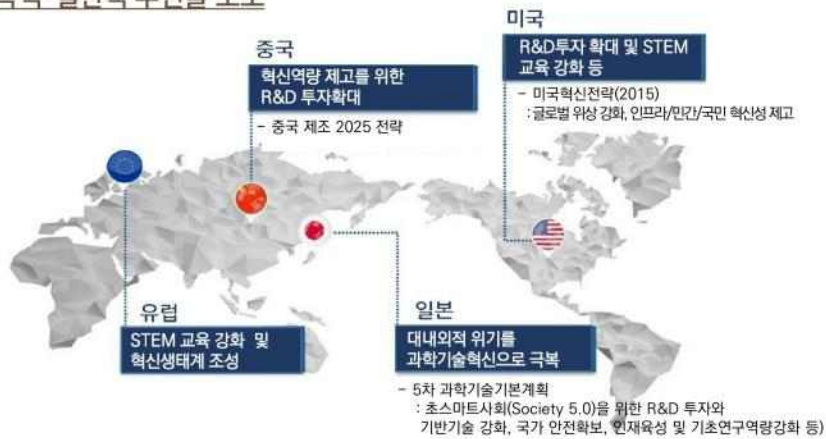 중국
혁신역량 제고를 위한
R&D 투자확대
- 중국 제조 2025 전략
미국
R&D투자 확대 및 STEM
교육 강화 등
- 미국혁신전략(2015)
: 글로벌 위상 강화, 인프라/민간/국민 혁신성 제고
유럽
STEM 교육 강화 및
혁신생태계 조성
일본
대내외적 위기를
과학기술혁신으로 극복
- 5차 과학기술기본계획
: 초스마트사회(Society 5.0)을 위한 R&D 투자와
기반기술 강화, 국가 안전확보, 인재육성 및 기초연구역량강화 등)